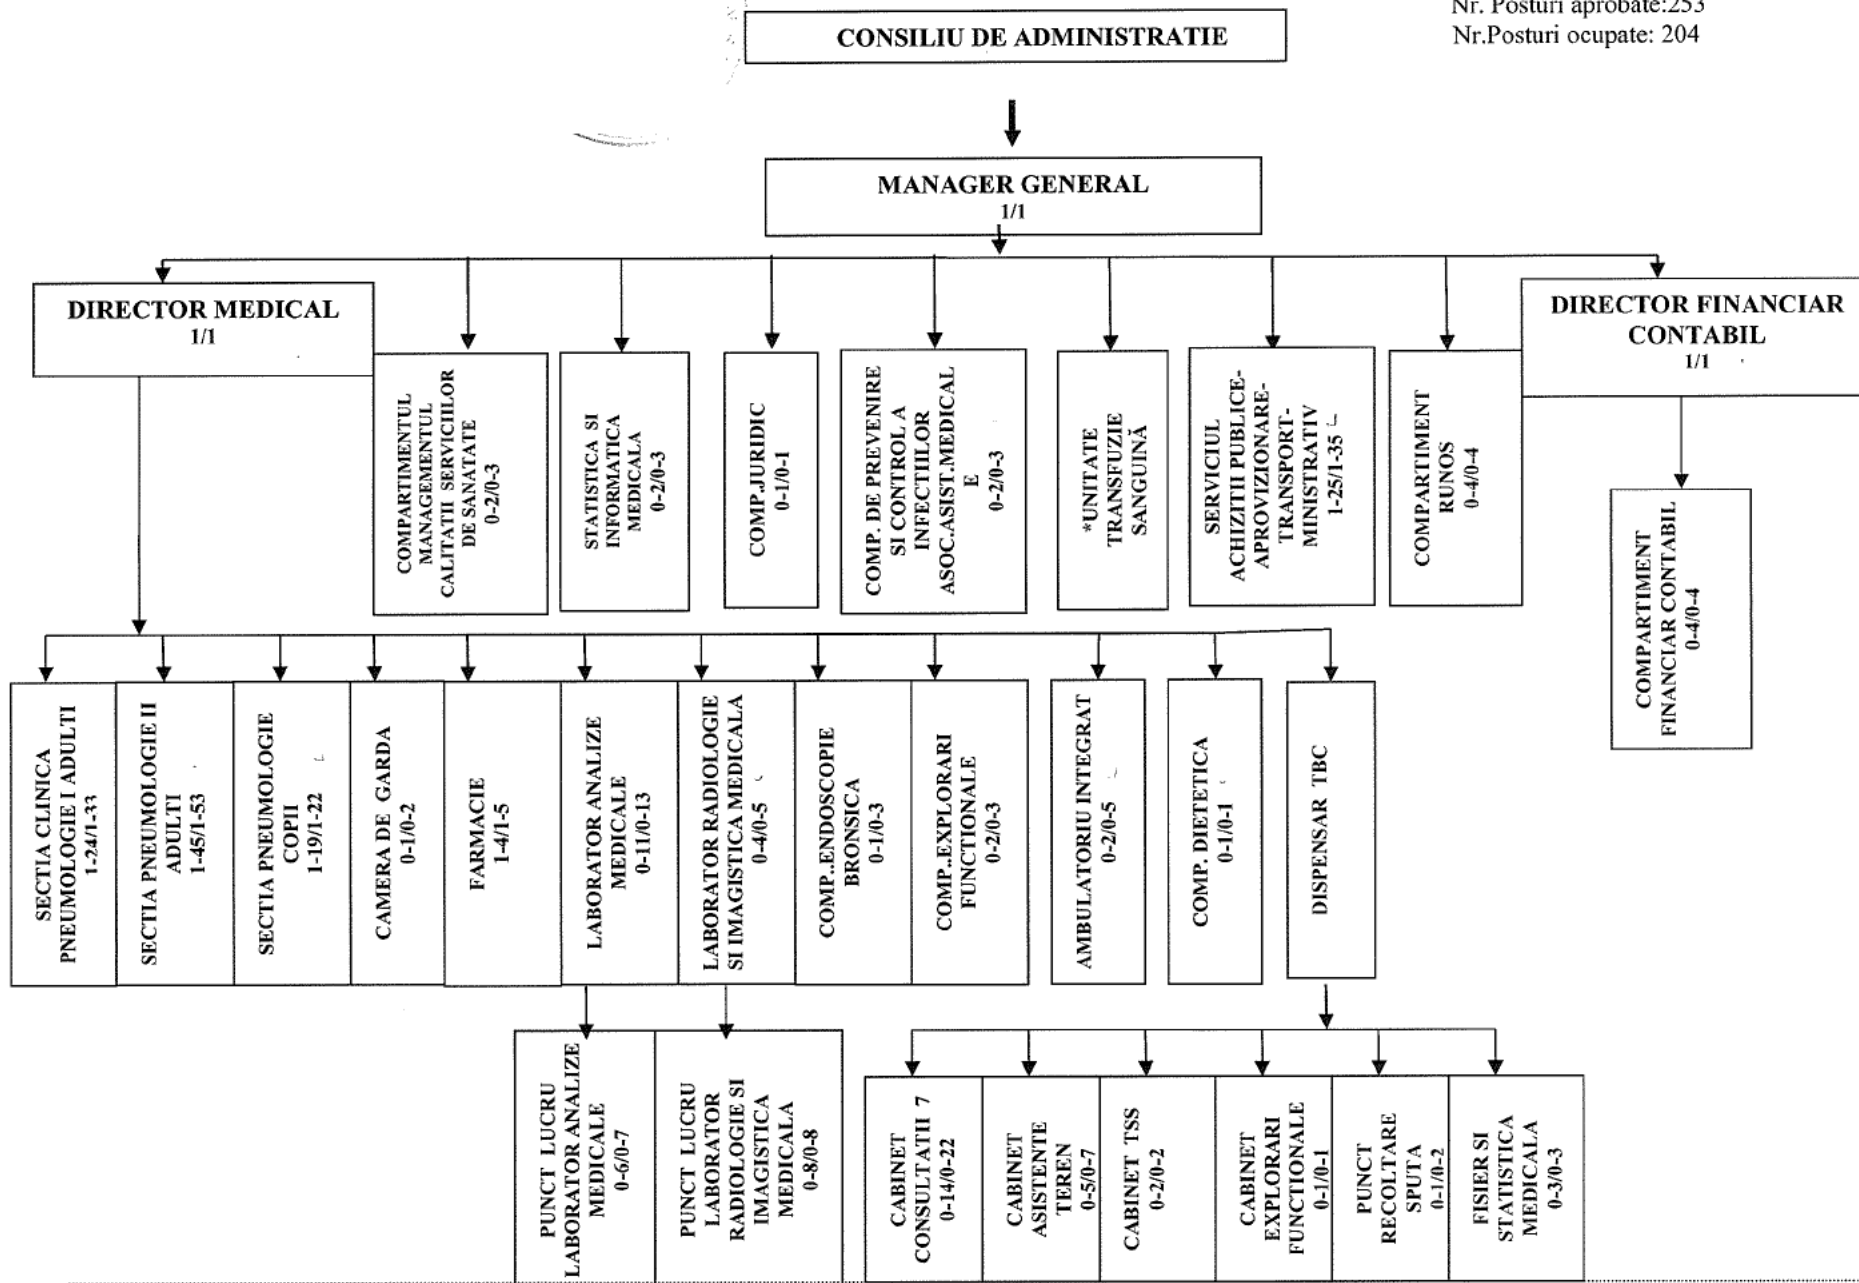 Nr. Posturi aprobate:253
Nr.Posturi ocupate: 204
CONSILIU DE ADMINISTRATIE
MANAGER GENERAL
1/1
DIRECTOR MEDICAL
1/1
COMPARTIMENTUL
MANAGEMENTUL
CALITATII SERVICIILOR
DE SANATATE
0-2/0-3
STATISTICA SI
INFORMATICA
MEDICALA
0-2/0-3
COMP.JURIDIC
0-1/0-1
COMP. DE PREVENIRE
SI CONTROL A
INFECTIILOR
ASOC.ASIST.MEDICAL
E
0-2/0-3
*UNITATE
TRANSFUZIE
SANGUINĂ
SERVICIUL
ACHIZITII PUBLICE-
APROVIZIONARE-
TRANSPORT-
MINISTRATIV
1-25/1-35
COMPARTIMENT
RUNOS
0-4/0-4
DIRECTOR FINANCIAR
CONTABIL
1/1
COMPARTIMENT
FINANCIAR CONTABIL
0-4/0-4
SECTIA CLINICA
PNEUMOLOGIE I ADULTI
1-24/1-33
SECTIA PNEUMOLOGIE II
ADULTI
1-45/1-53
SECTIA PNEUMOLOGIE
COPII
1-19/1-22
CAMERA DE GARDA
0-1/0-2
FARMACIE
1-4/1-5
LABORATOR ANALIZE
MEDICALE
0-11/0-13
LABORATOR RADIOLOGIE
SI IMAGISTICA MEDICALA
0-4/0-5
COMP..ENDOSCOPIE
BRONSICA
0-1/0-3
COMP..EXPLORARI
FUNCTIONALE
0-2/0-3
AMBULATORIU INTEGRAT
0-2/0-5
COMP. DIETETICA
0-1/0-1
DISPENSAR TBC
PUNCT LUCRU
LABORATOR ANALIZE
MEDICALE
0-6/0-7
PUNCT LUCRU
LABORATOR
RADIOLOGIE SI
IMAGISTICA
MEDICALA
0-8/0-8
CABINET
CONSULTATII 7
0-14/0-22
CABINET
ASISTENTE
TEREN
0-5/0-7
CABINET TSS
0-2/0-2
CABINET
EXPLORARI
FUNCTIONALE
0-1/0-1
PUNCT
RECOLTARE
SPUTA
0-1/0-2
FISIER SI
STATISTICA
MEDICALA
0-3/0-3